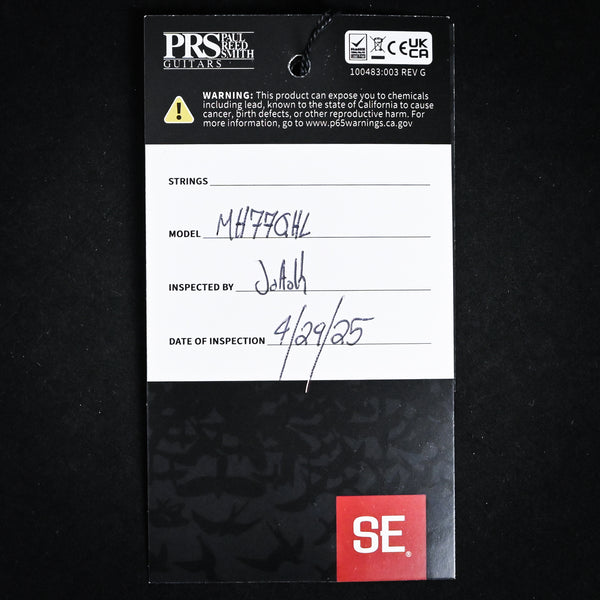 PRS PAUL REED SMITH
GUITARS
CE UK CA
100483:003 REV G
WARNING: This product can expose you to chemicals
including lead, known to the state of California to cause
cancer, birth defects, or other reproductive harm. For
more information, go to www.p65warnings.ca.gov
STRINGS
MODEL MH77QHL
INSPECTED BY
DATE OF INSPECTION 4/29/25
SE®